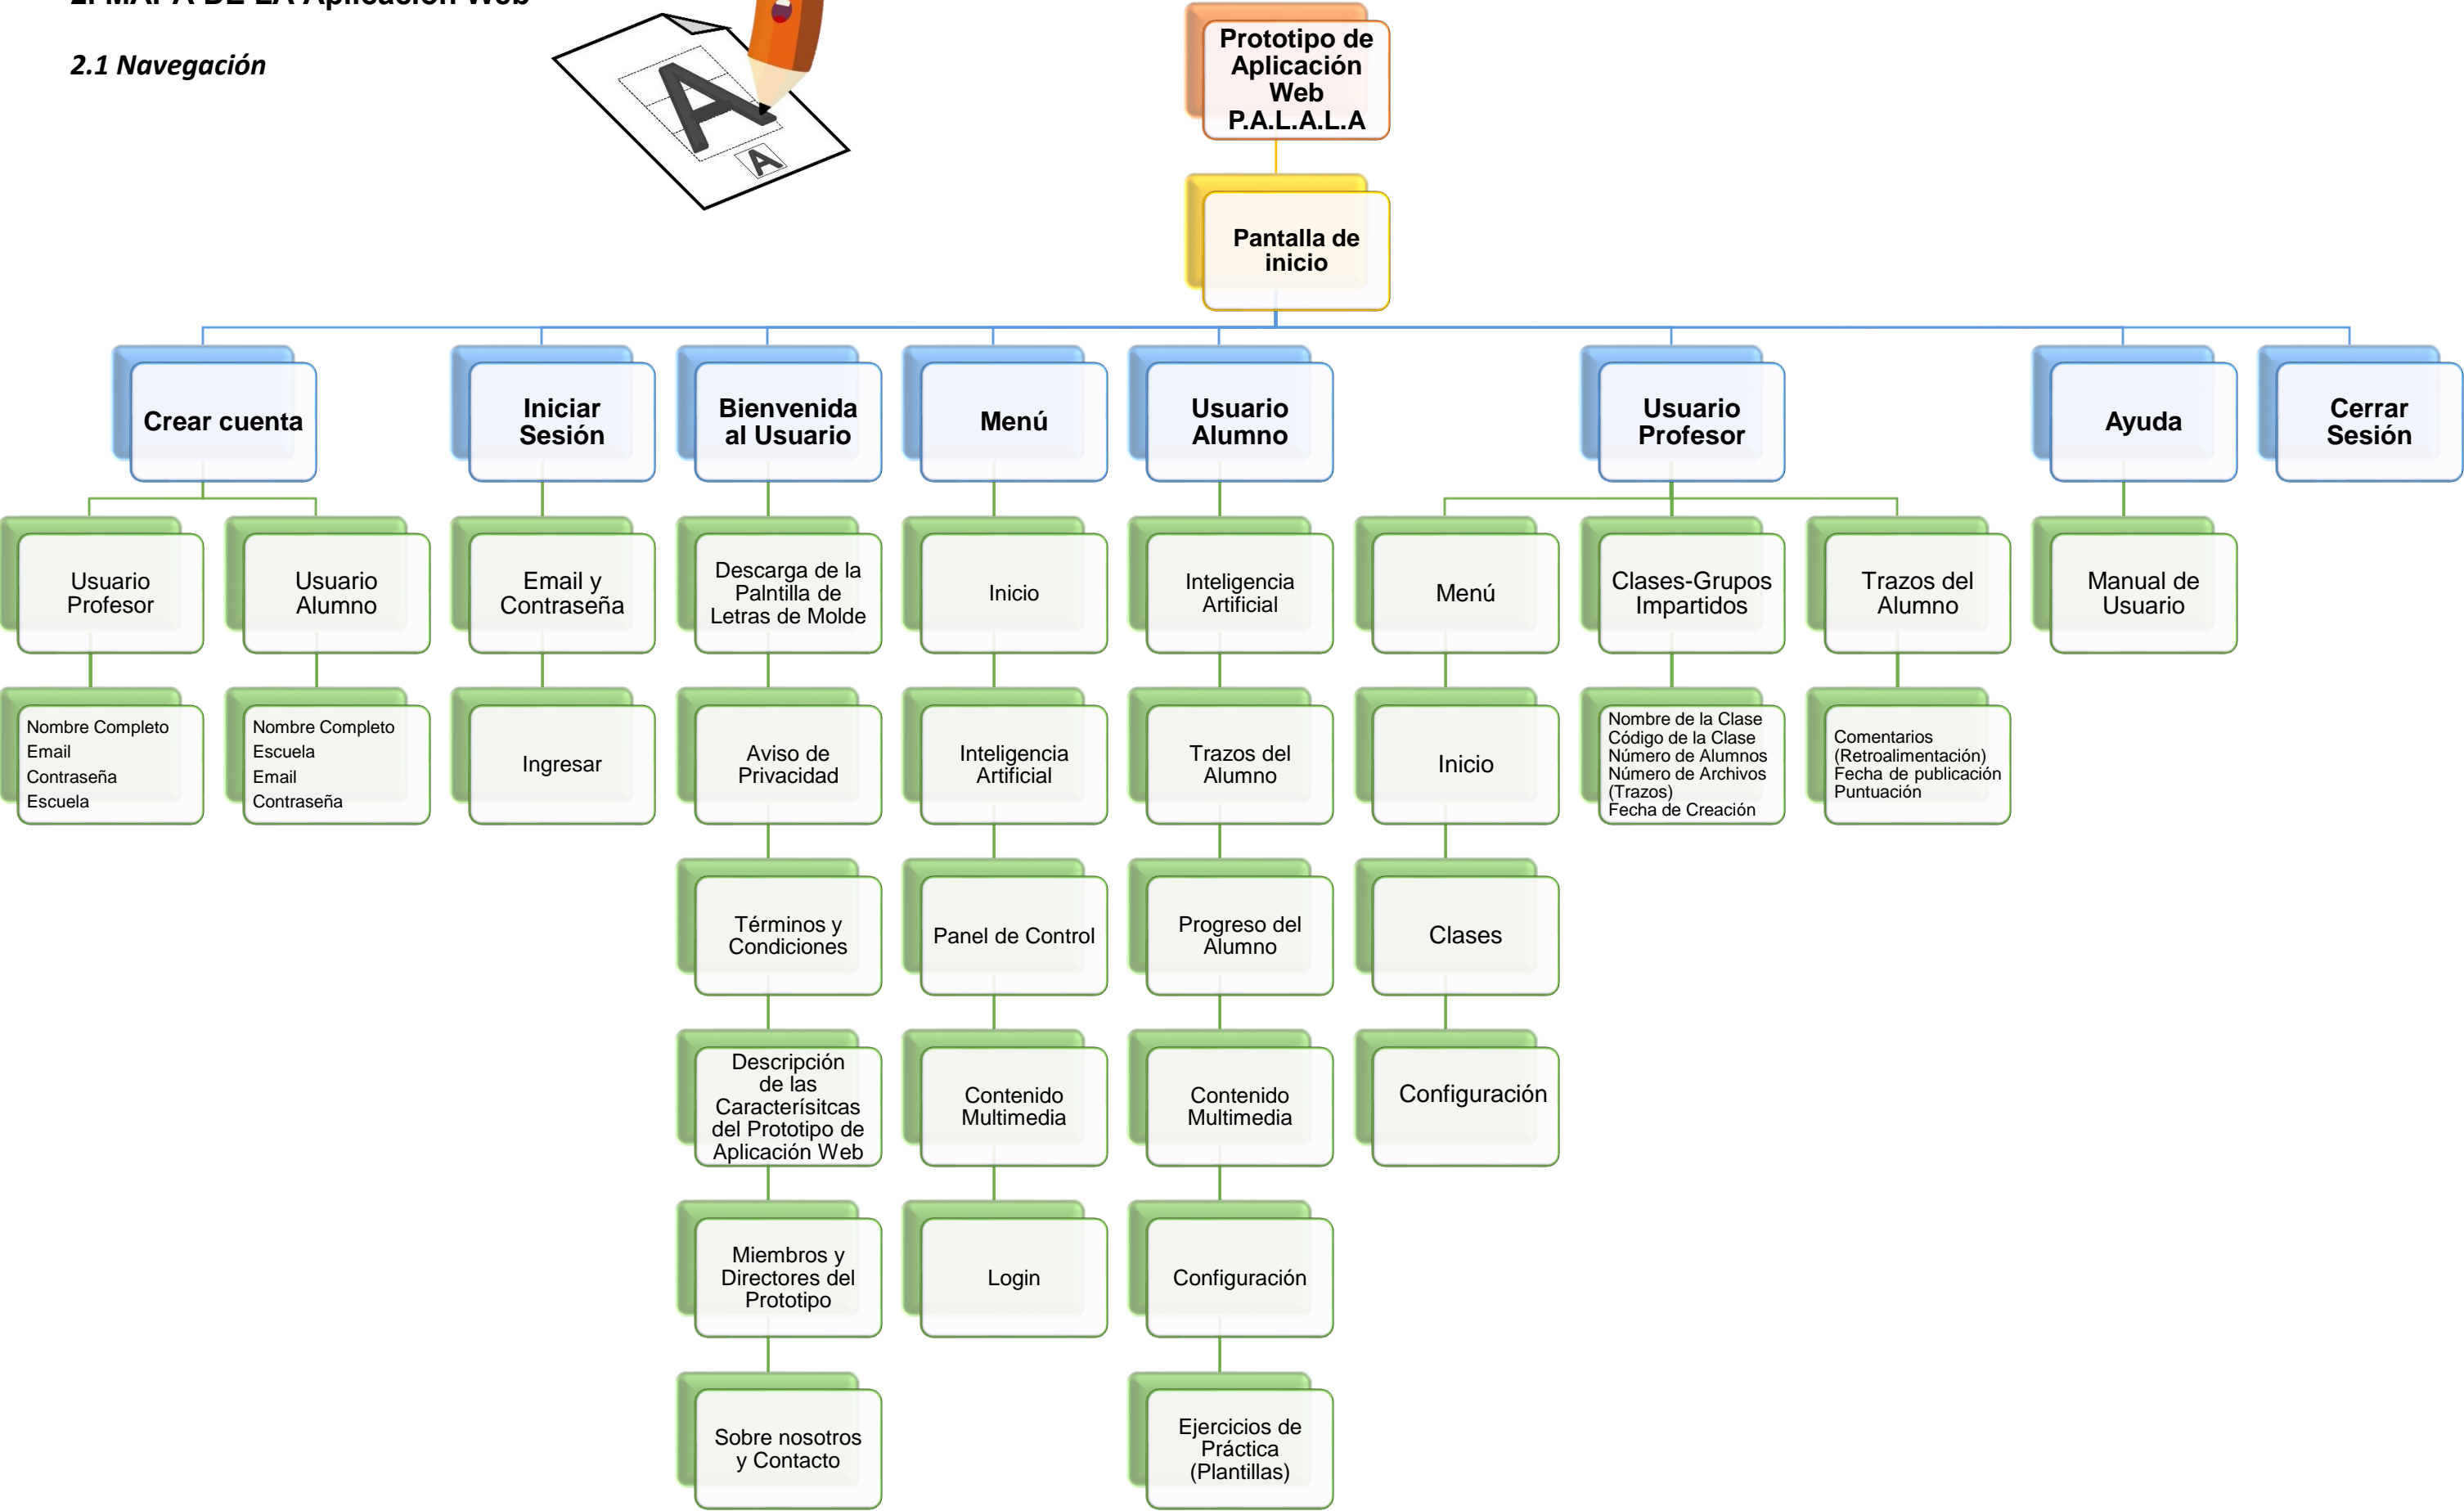 2. MAPA DE LA Aplicación Web
2.1 Navegación
A
A
Prototipo de
Aplicación
Web
P.A.L.A.L.A
Pantalla de
inicio
Crear cuenta
Iniciar
Sesión
Bienvenida
al Usuario
Menú
Usuario
Alumno
Usuario
Profesor
Ayuda
Cerrar
Sesión
Usuario
Profesor
Usuario
Alumno
Email y
Contraseña
Descarga de la
Palntilla de
Letras de Molde
Inicio
Inteligencia
Artificial
Menú
Clases-Grupos
Impartidos
Trazos del
Alumno
Manual de
Usuario
Nombre Completo
Email
Contraseña
Escuela
Nombre Completo
Escuela
Email
Contraseña
Ingresar
Aviso de
Privacidad
Inteligencia
Artificial
Trazos del
Alumno
Inicio
Nombre de la Clase
Código de la Clase
Número de Alumnos
Número de Archivos
(Trazos)
Fecha de Creación
Comentarios
(Retroalimentación)
Fecha de publicación
Puntuación
Términos y
Condiciones
Panel de Control
Progreso del
Alumno
Clases
Descripción
de las
Caracterísitcas
del Prototipo de
Aplicación Web
Contenido
Multimedia
Contenido
Multimedia
Configuración
Miembros y
Directores del
Prototipo
Login
Configuración
Sobre nosotros
y Contacto
Ejercicios de
Práctica
(Plantillas)